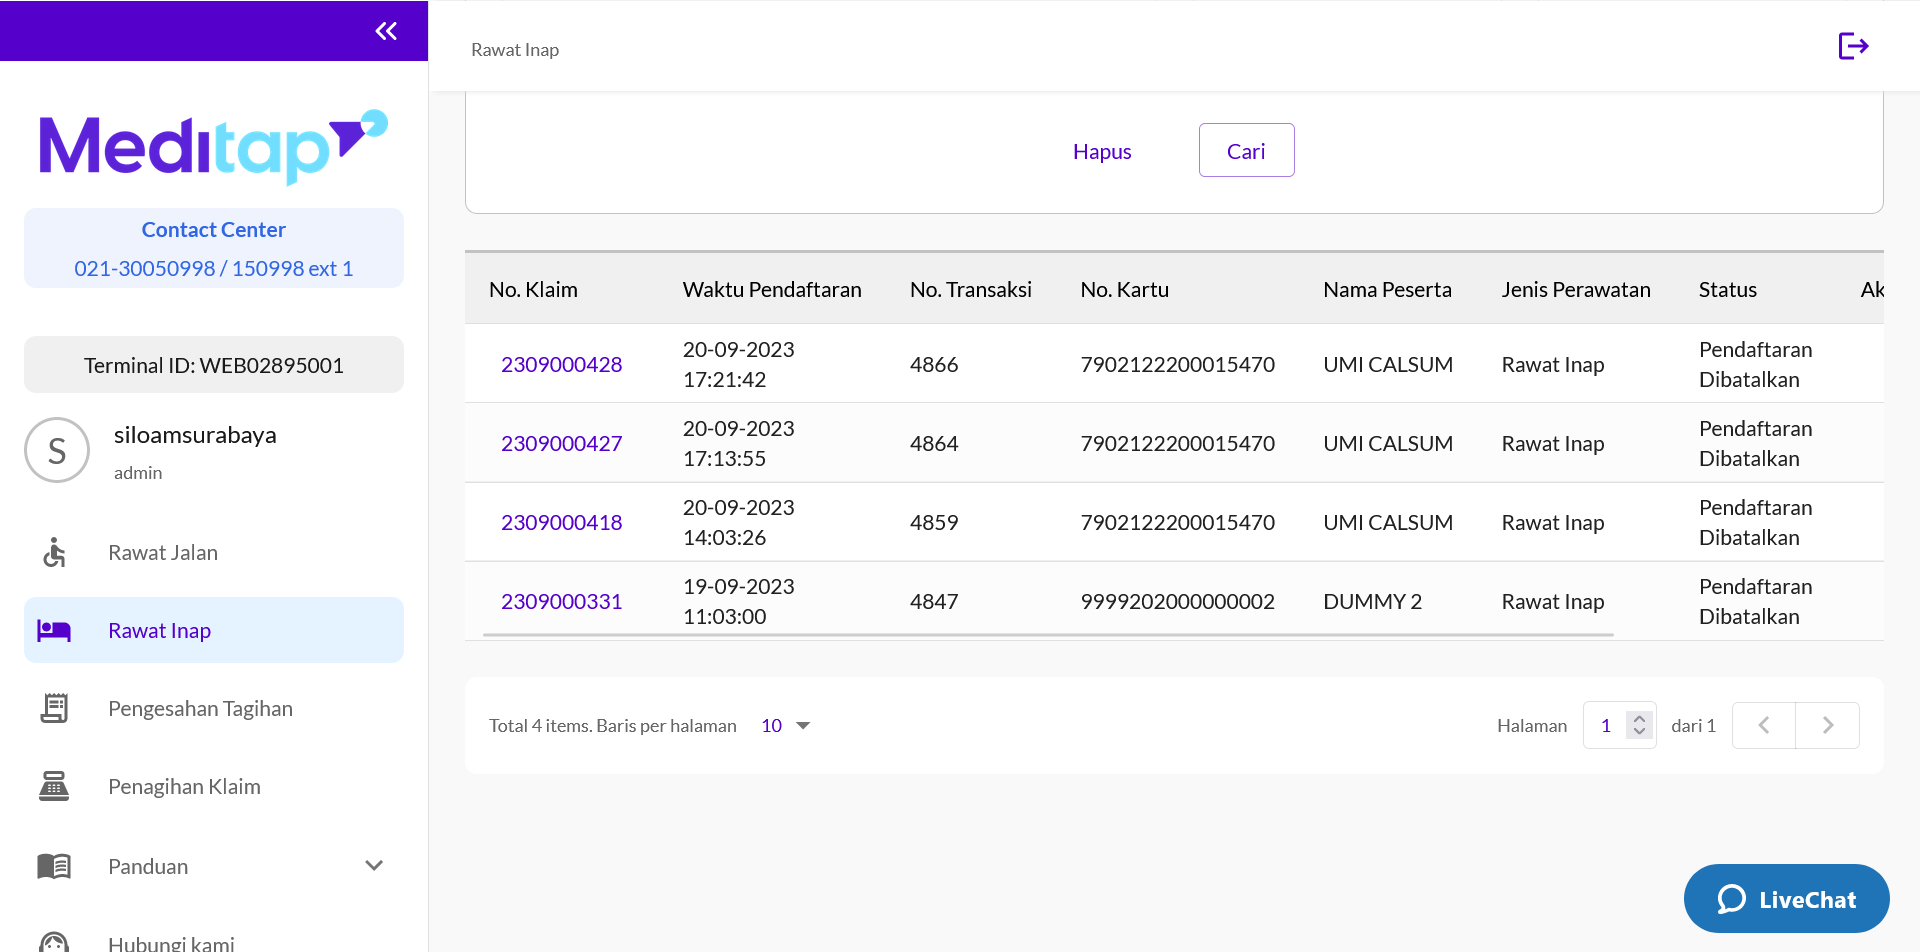 Meditap
Contact Center
021-30050998 / 150998 ext 1
Terminal ID: WEB02895001
S
siloamsurabaya
admin
Rawat Jalan
Rawat Inap
Pengesahan Tagihan
Penagihan Klaim
Panduan
Hubungi kami
Rawat Inap
Hapus
Cari
No. Klaim Waktu Pendaftaran No. Transaksi No. Kartu Nama Peserta Jenis Perawatan Status Ak
2309000428 20-09-2023 17:21:42 4866 7902122200015470 UMI CALSUM Rawat Inap Pendaftaran Dibatalkan
2309000427 20-09-2023 17:13:55 4864 7902122200015470 UMI CALSUM Rawat Inap Pendaftaran Dibatalkan
2309000418 20-09-2023 14:03:26 4859 7902122200015470 UMI CALSUM Rawat Inap Pendaftaran Dibatalkan
2309000331 19-09-2023 11:03:00 4847 9999202000000002 DUMMY 2 Rawat Inap Pendaftaran Dibatalkan
Total 4 items. Baris per halaman 10
Halaman 1 dari 1
LiveChat